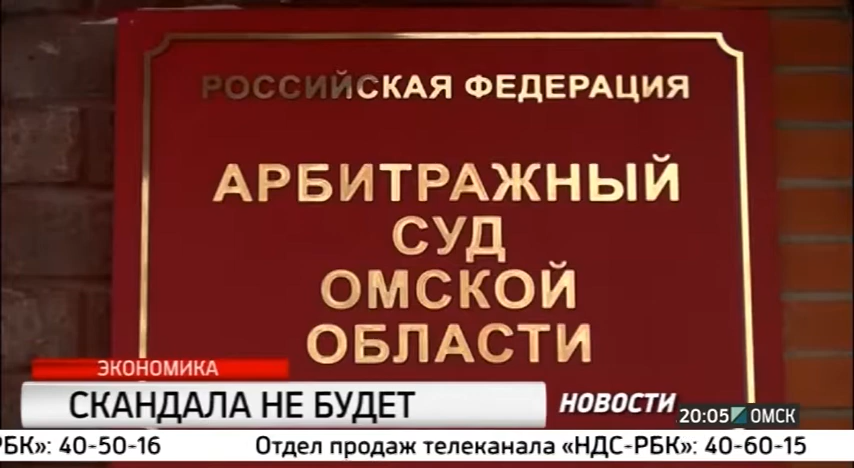 РОССИЙСКАЯ ФЕДЕРАЦИЯ
АРБИТРАЖНЫЙ
СУД
ОМСКОЙ
ОБЛАСТИ
ЭКОНОМИКА
СКАНДАЛА НЕ БУДЕТ
НОВОСТИ
20:05 ОМСК
РБК»: 40-50-16 Отдел продаж телеканала «НДС-РБК»: 40-60-15